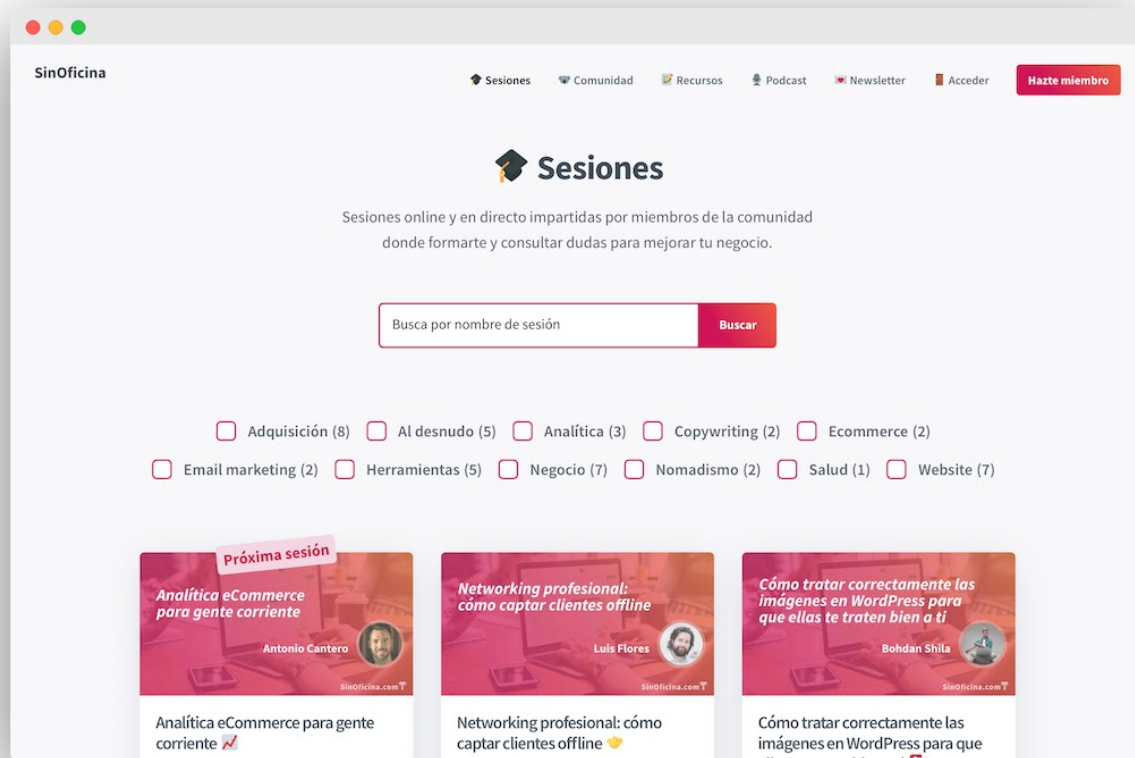 SinOficina
Sesiones Comunidad Recursos Podcast Newsletter Acceder Hazte miembro
Sesiones
Sesiones online y en directo impartidas por miembros de la comunidad
donde formarte y consultar dudas para mejorar tu negocio.
Busca por nombre de sesión Buscar
Adquisición (8) Al desnudo (5) Analítica (3) Copywriting (2) Ecommerce (2)
Email marketing (2) Herramientas (5) Negocio (7) Nomadismo (2) Salud (1) Website (7)
Próxima sesión
Analítica eCommerce
para gente corriente
Antonio Cantero
SinOficina.com
Analítica eCommerce para gente
corriente
Networking profesional:
cómo captar clientes offline
Luis Flores
SinOficina.com
Networking profesional: cómo
captar clientes offline
Cómo tratar correctamente las
imágenes en WordPress para
que ellas te traten bien a ti
Bohdan Shila
SinOficina.com
Cómo tratar correctamente las
imágenes en WordPress para que